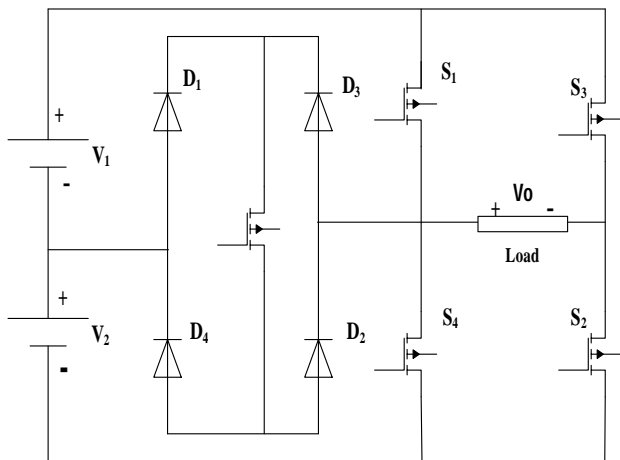 D1
D3
S1
S3
+
V1
-
Vo
+ -
Load
+
V2
-
D4
D2
S4
S2